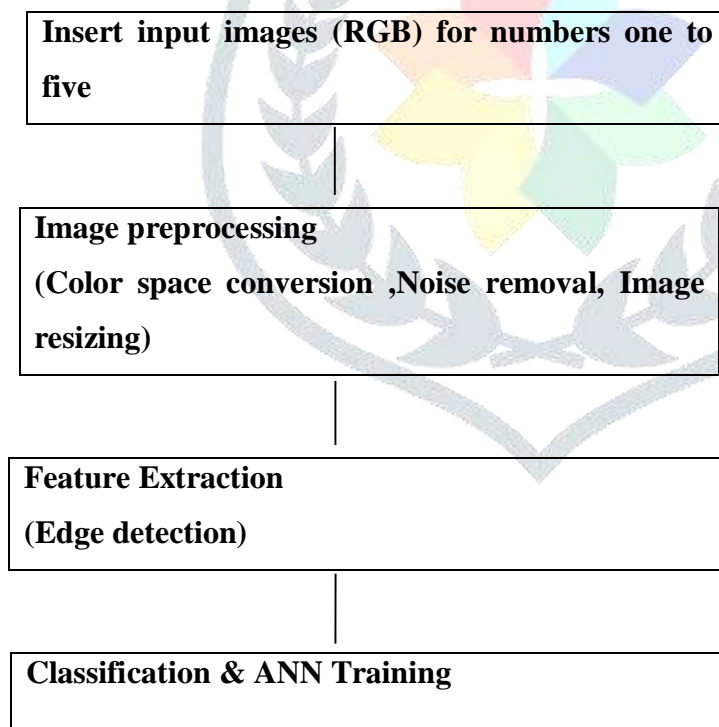 Insert input images (RGB) for numbers one to
five
Image preprocessing
(Color space conversion ,Noise removal, Image
resizing)
Feature Extraction
(Edge detection)
Classification & ANN Training